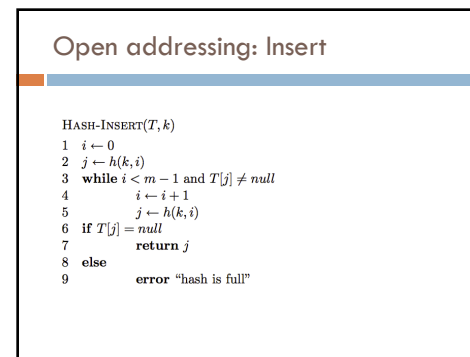 Open addressing: Insert
HASH-INSERT(T, k)
1 i ← 0
2 j ← h(k, i)
3 while i < m − 1 and T[j] ≠ null
4 i ← i + 1
5 j ← h(k, i)
6 if T[j] = null
7 return j
8 else
9 error “hash is full”